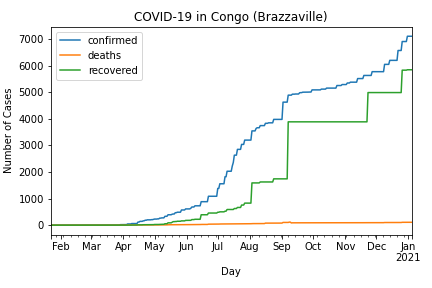 COVID-19 in Congo (Brazzaville)
confirmed
deaths
recovered
Number of Cases
7000
6000
5000
4000
3000
2000
1000
0
Feb Mar Apr May Jun Jul Aug Sep Oct Nov Dec Jan
2021
Day